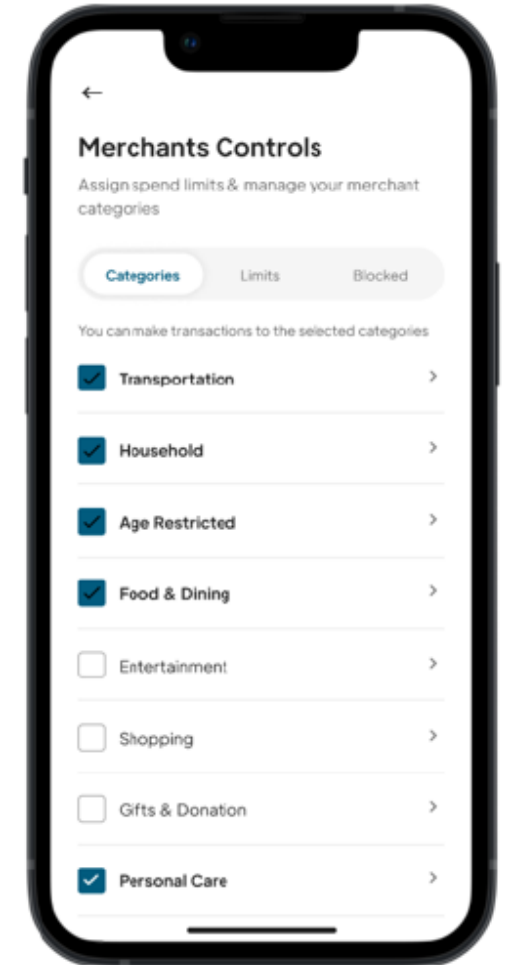 Merchants Controls
Assign spend limits & manage your merchant
categories
Categories Limits Blocked
You can make transactions to the selected categories
Transportation
Household
Age Restricted
Food & Dining
Entertainment
Shopping
Gifts & Donation
Personal Care